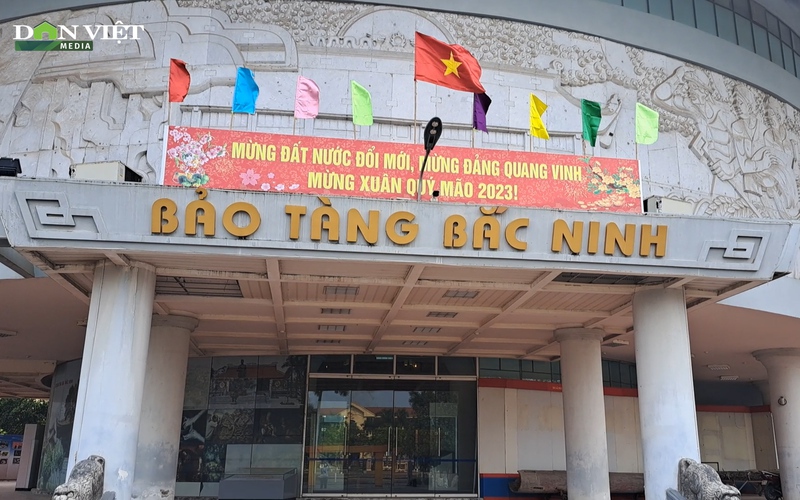 DÂN VIỆT
MEDIA
MỪNG ĐẤT NƯỚC ĐỔI MỚI, MỪNG ĐẢNG QUANG VINH
MỪNG XUÂN QUÝ MÃO 2023!
BẢO TÀNG BẮC NINH